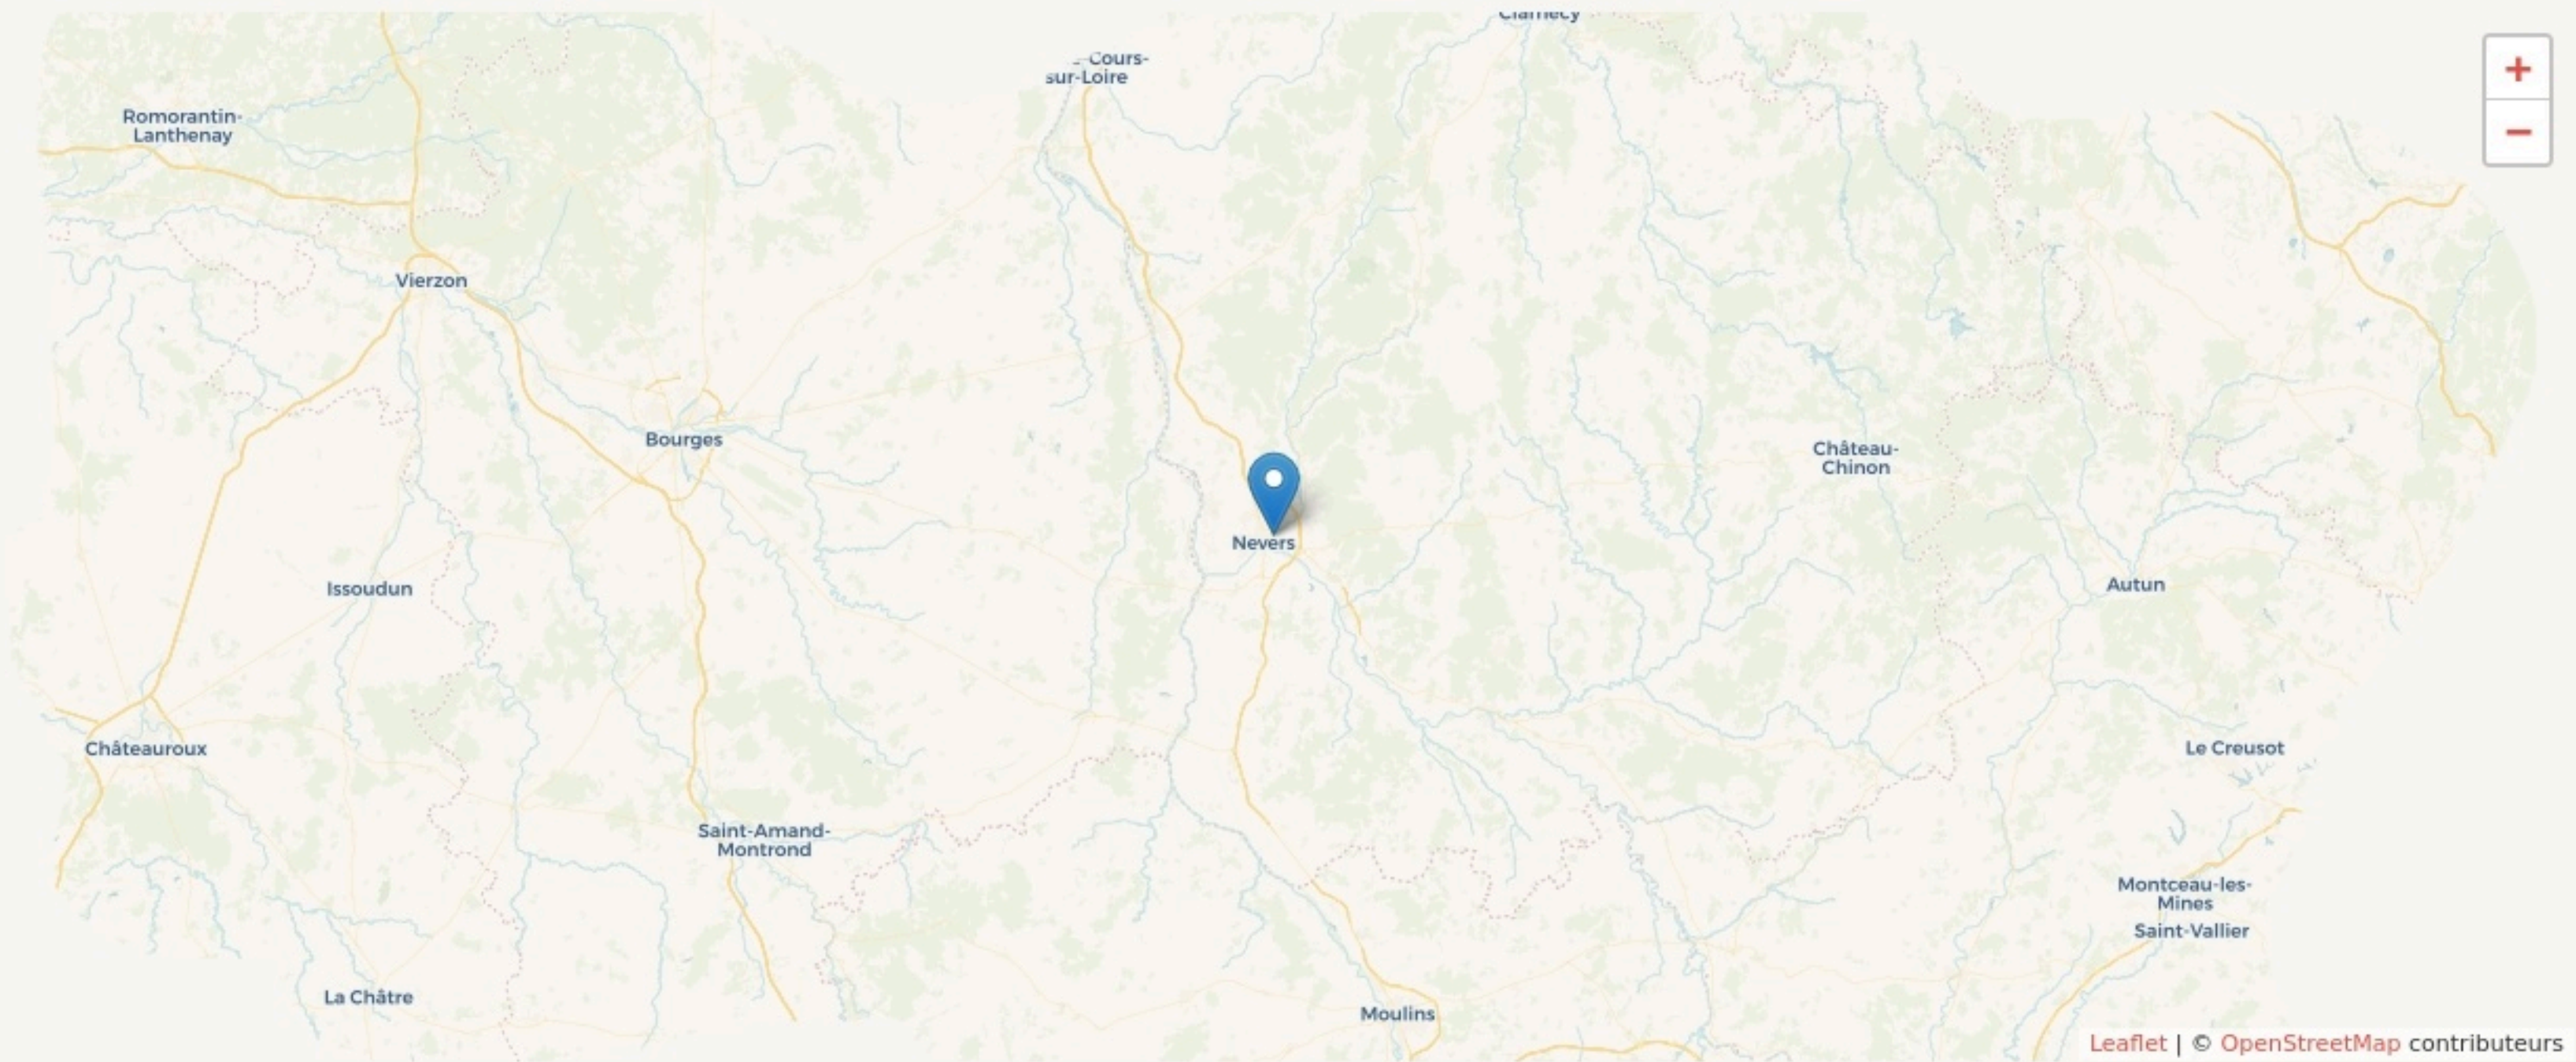 Clamecy
Cours-
sur-Loire
+
Romorantin-
Lanthenay
−
Vierzon
Bourges
Château-
Chinon
Nevers
Issoudun
Autun
Châteauroux
Le Creusot
Saint-Amand-
Montrond
Montceau-les-
Mines
Saint-Vallier
La Châtre
Moulins
Leaflet | © OpenStreetMap contributeurs